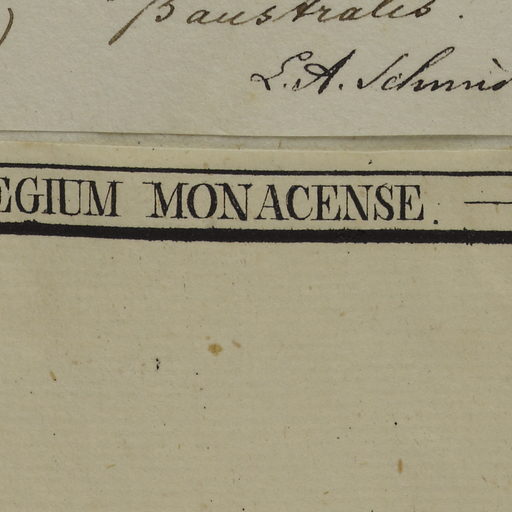 β australis.
L. A. Schmid
EGIUM MONACENSE. —